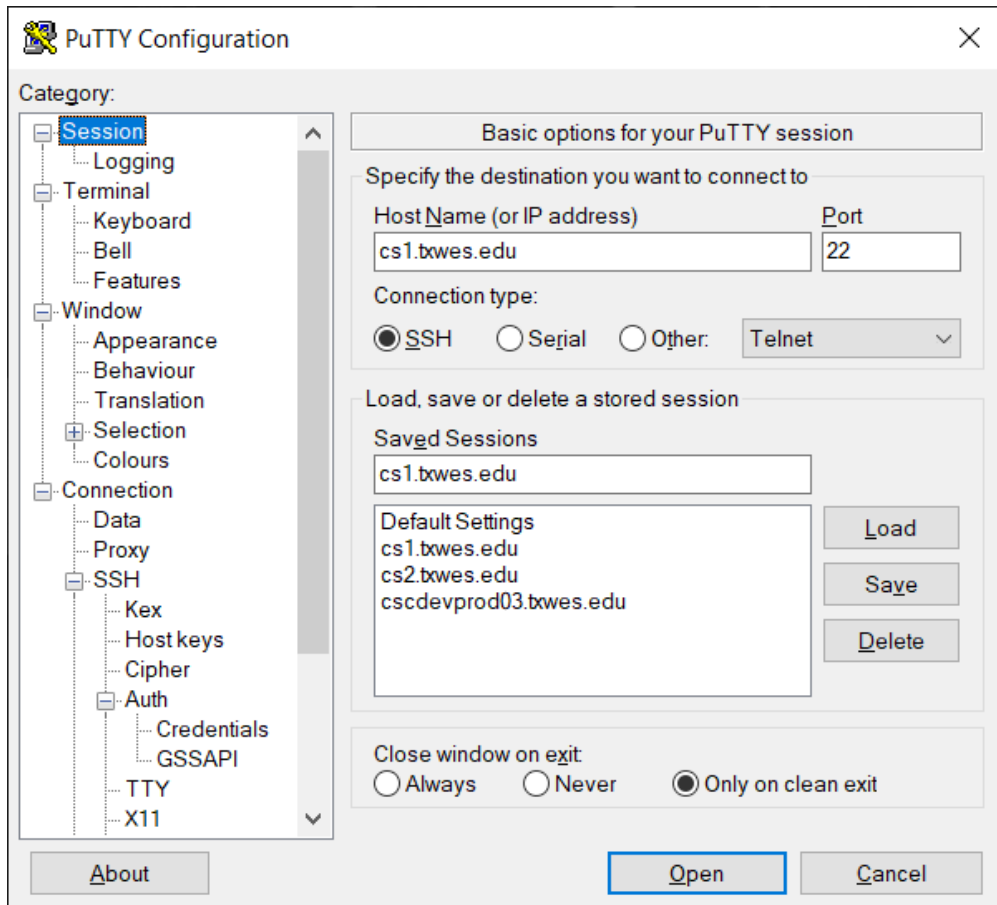 PuTTY Configuration
Category:
Session
Logging
Terminal
Keyboard
Bell
Features
Window
Appearance
Behaviour
Translation
Selection
Colours
Connection
Data
Proxy
SSH
Kex
Host keys
Cipher
Auth
Credentials
GSSAPI
TTY
X11
Basic options for your PuTTY session
Specify the destination you want to connect to
Host Name (or IP address) Port
cs1.txwes.edu 22
Connection type:
SSH Serial Other: Telnet
Load, save or delete a stored session
Saved Sessions
cs1.txwes.edu
Default Settings
cs1.txwes.edu
cs2.txwes.edu
cscdevprod03.txwes.edu
Load
Save
Delete
Close window on exit:
Always Never Only on clean exit
About Open Cancel